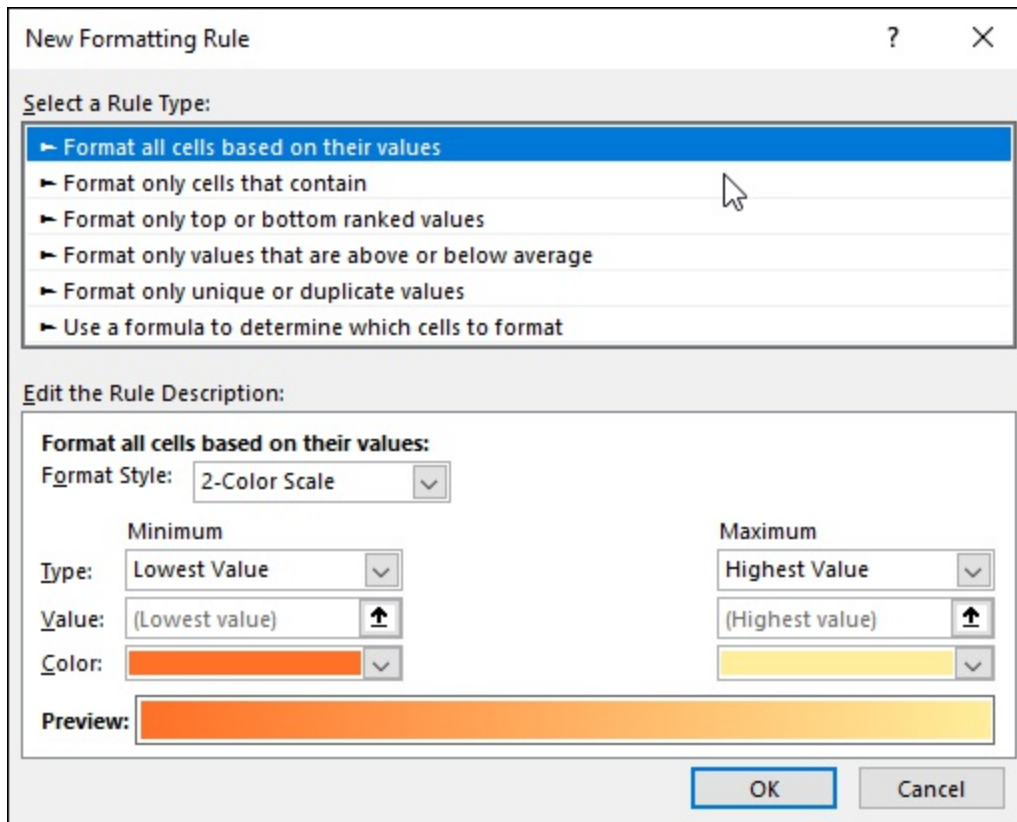 New Formatting Rule ?
Select a Rule Type:
► Format all cells based on their values
► Format only cells that contain
► Format only top or bottom ranked values
► Format only values that are above or below average
► Format only unique or duplicate values
► Use a formula to determine which cells to format
Edit the Rule Description:
Format all cells based on their values:
Format Style: 2-Color Scale
Minimum Maximum
Type: Lowest Value Highest Value
Value: (Lowest value) (Highest value)
Color:
Preview:
OK Cancel